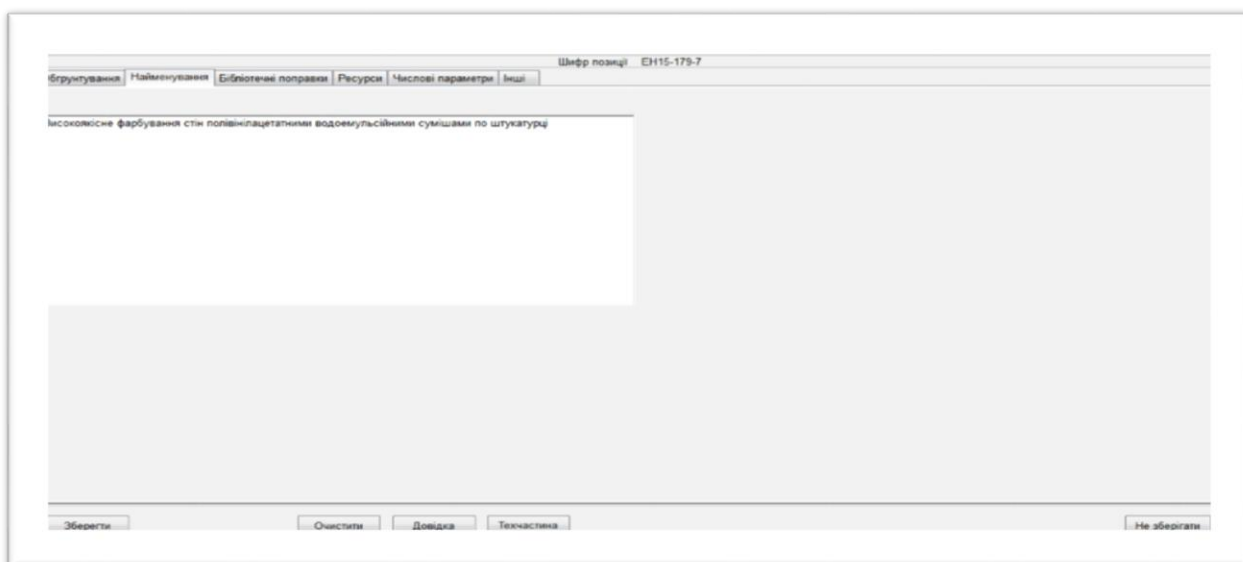 Шифр позиції ЕН15-179-7
бґрунтування Найменування Бібліотечні поправки Ресурси Числові параметри Інші
исокоякісне фарбування стін полівінілацетатними водоемульсійними сумішами по штукатурці
Зберегти Очистити Довідка Техчастина Не зберігати